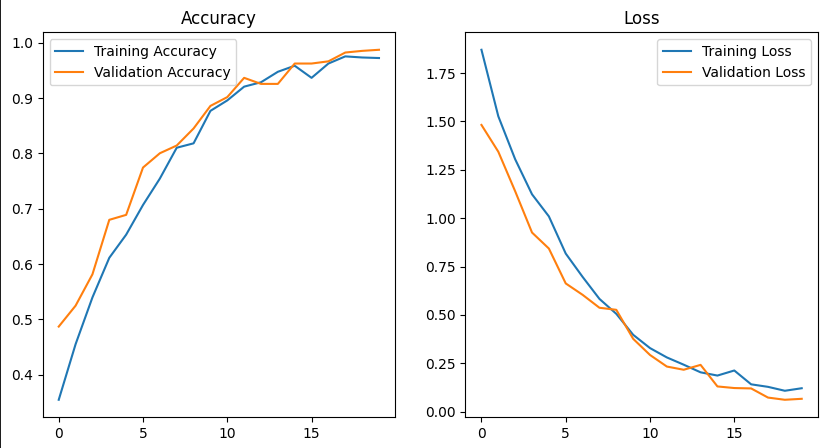 Accuracy
Training Accuracy
Validation Accuracy
1.0
0.9
0.8
0.7
0.6
0.5
0.4
0 5 10 15
Loss
Training Loss
Validation Loss
1.75
1.50
1.25
1.00
0.75
0.50
0.25
0.00
0 5 10 15